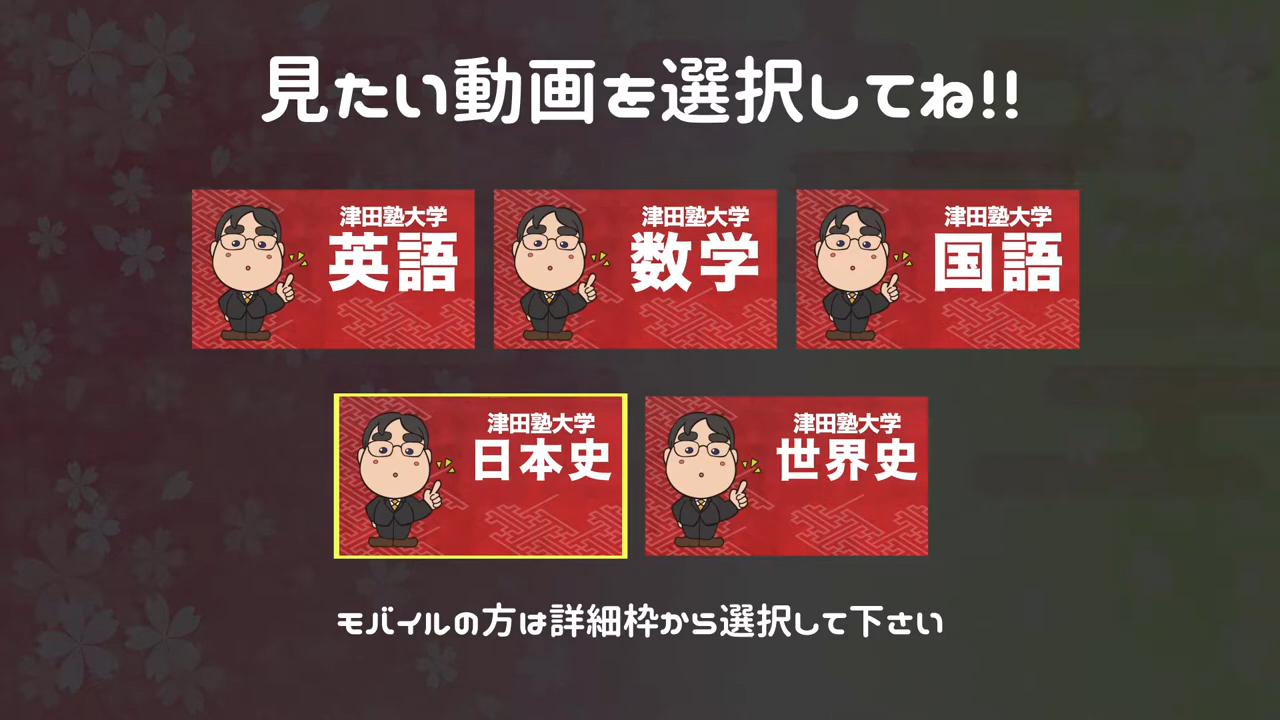 見たい動画を選択してね!!
津田塾大学
英語
津田塾大学
数学
津田塾大学
国語
津田塾大学
日本史
津田塾大学
世界史
モバイルの方は詳細枠から選択して下さい